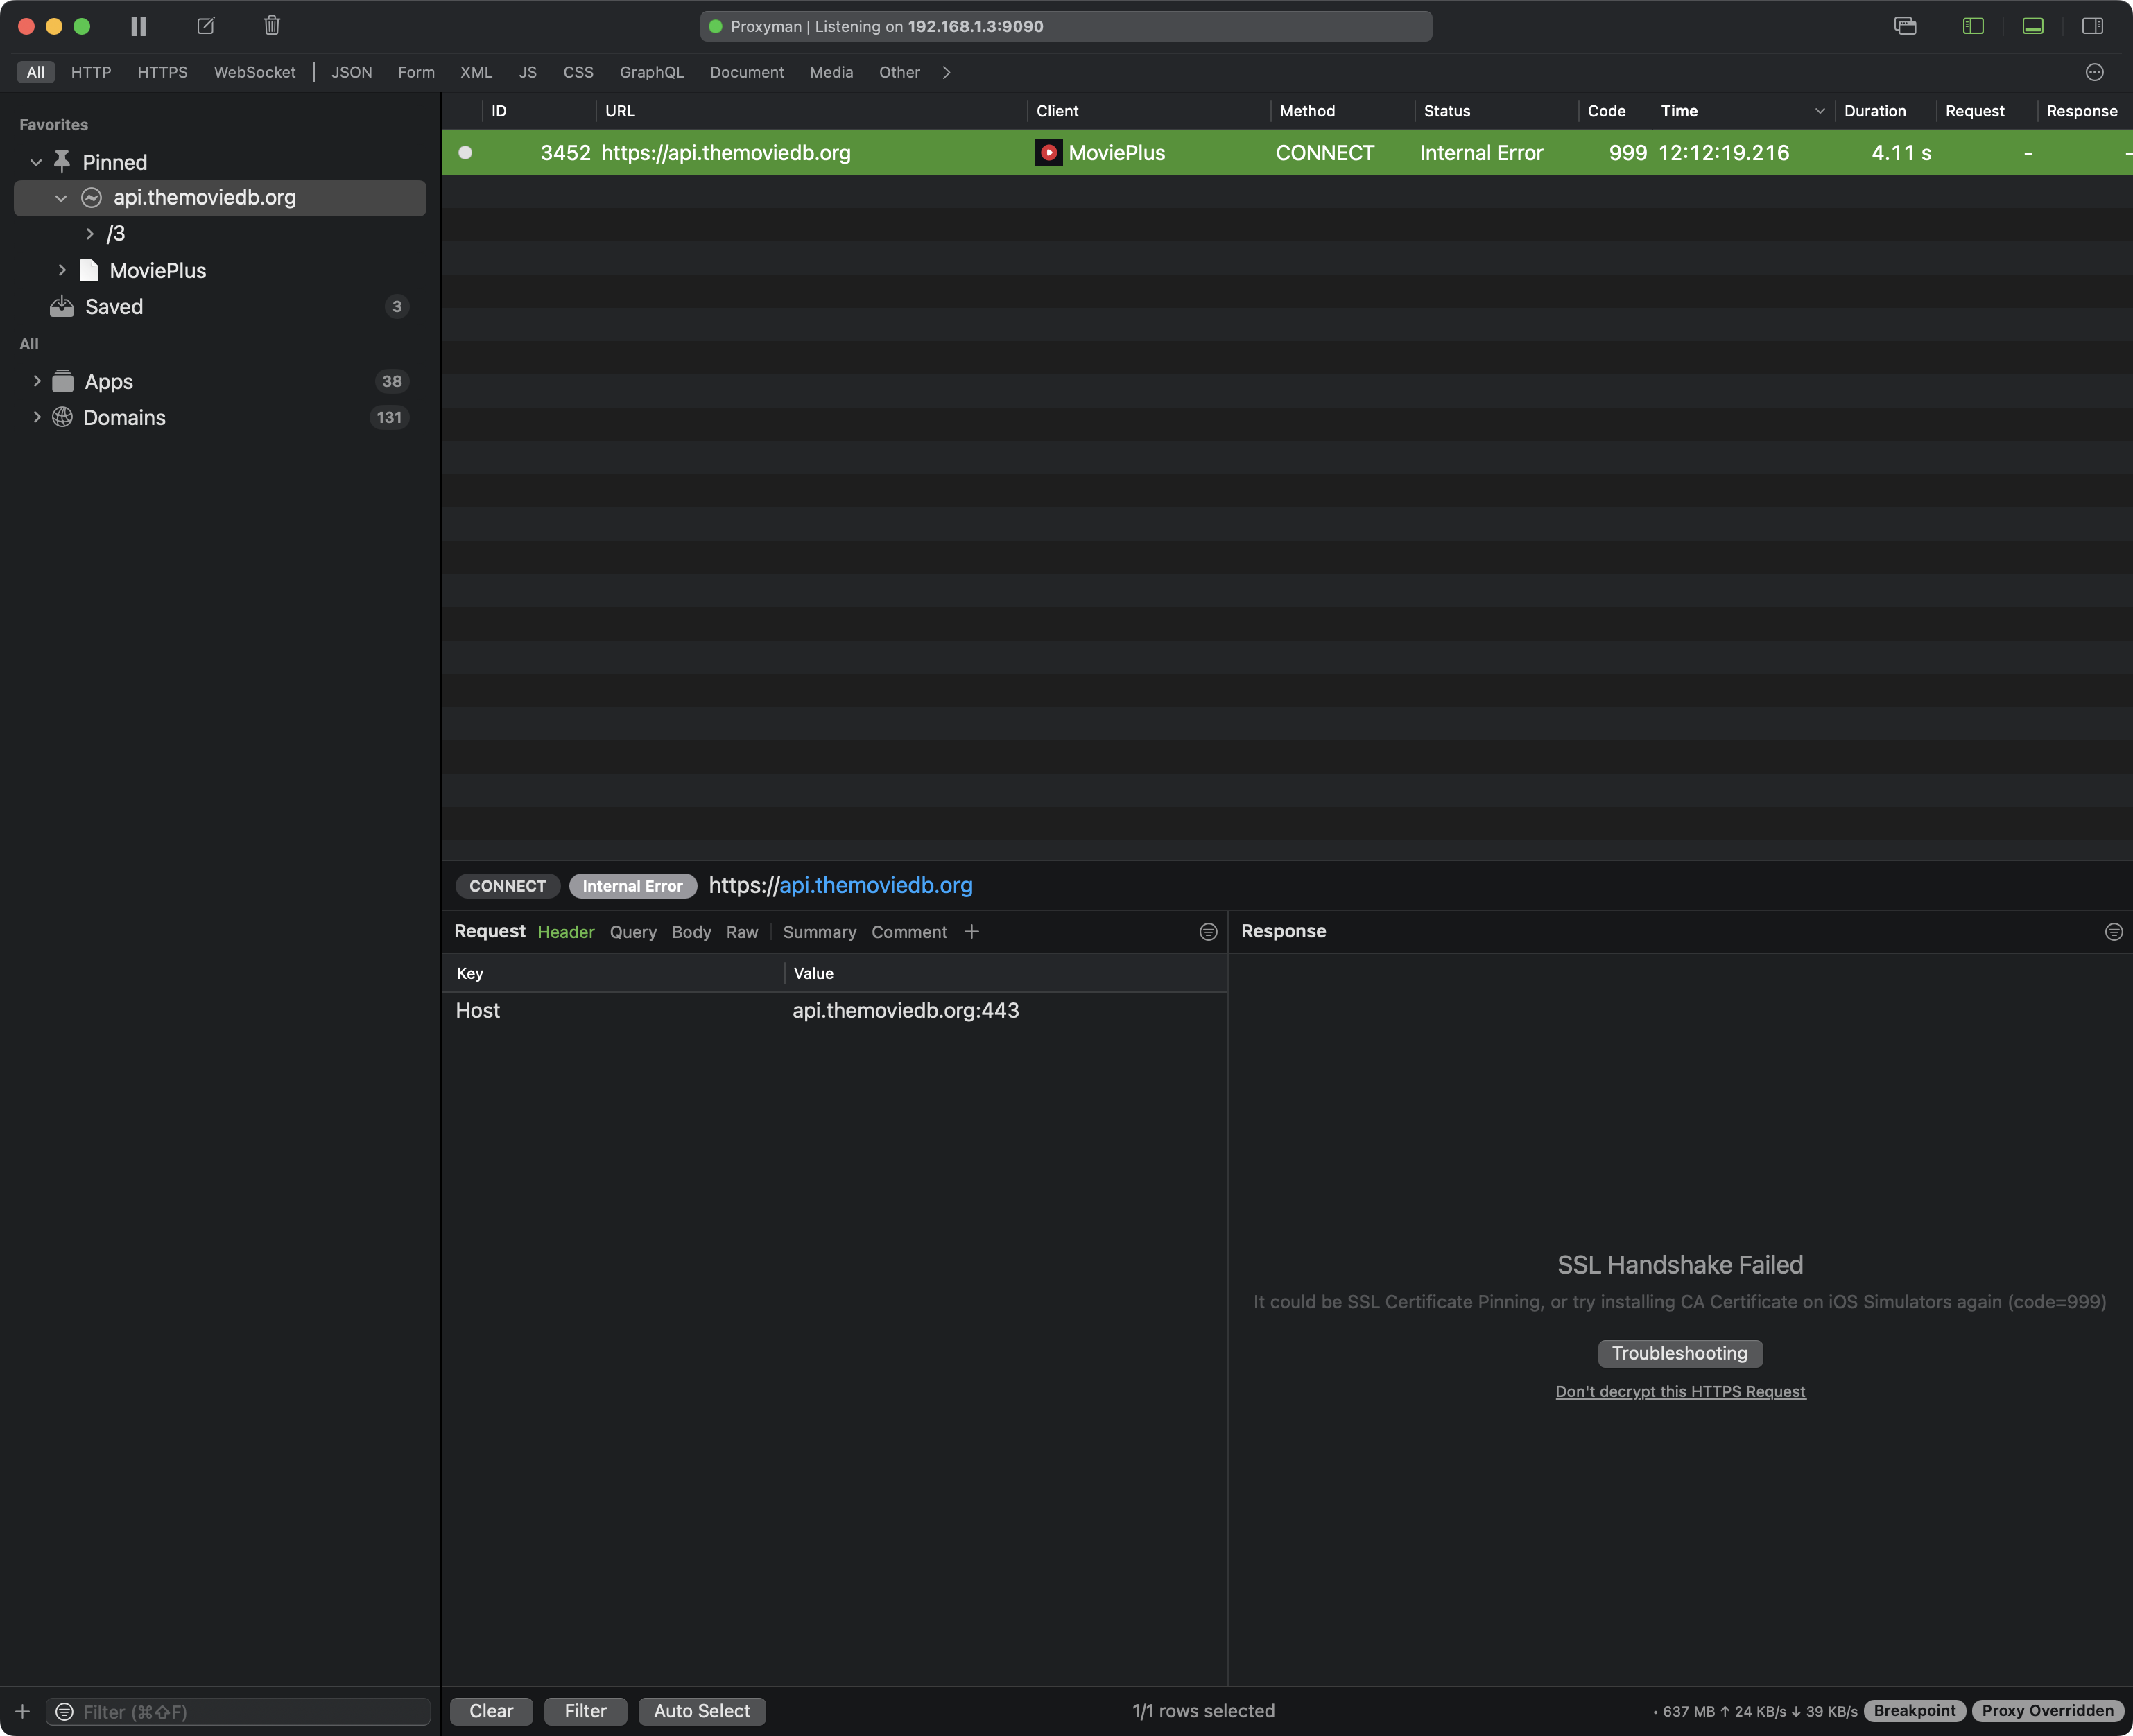 Proxyman | Listening on 192.168.1.3:9090
All HTTP HTTPS WebSocket JSON Form XML JS CSS GraphQL Document Media Other
Favorites
Pinned
api.themoviedb.org
/3
MoviePlus
Saved 3
All
Apps 38
Domains 131
ID URL Client Method Status Code Time Duration Request Response
3452 https://api.themoviedb.org MoviePlus CONNECT Internal Error 999 12:12:19.216 4.11 s - -
CONNECT Internal Error https://api.themoviedb.org
Request Header Query Body Raw Summary Comment +
Key Value
Host api.themoviedb.org:443
Response
SSL Handshake Failed
It could be SSL Certificate Pinning, or try installing CA Certificate on iOS Simulators again (code=999)
Troubleshooting
Don't decrypt this HTTPS Request
+ Filter (⌘⇧F)
Clear Filter Auto Select 1/1 rows selected • 637 MB ↑ 24 KB/s ↓ 39 KB/s Breakpoint Proxy Overridden